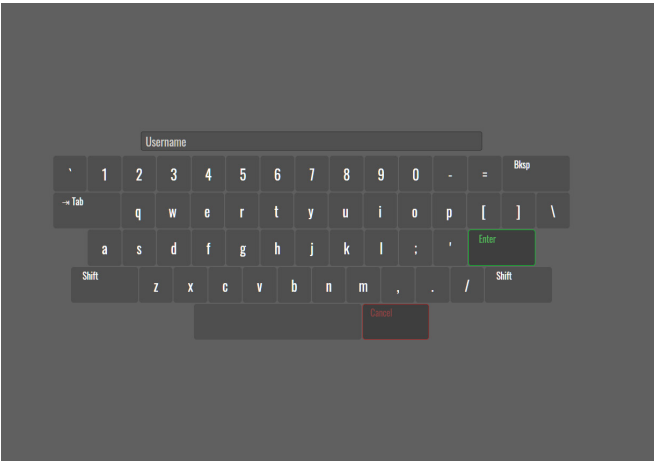 Username
` 1 2 3 4 5 6 7 8 9 0 - = Bksp
⇥ Tab q w e r t y u i o p [ ] \
a s d f g h j k l ; ' Enter
Shift z x c v b n m , . / Shift
Cancel